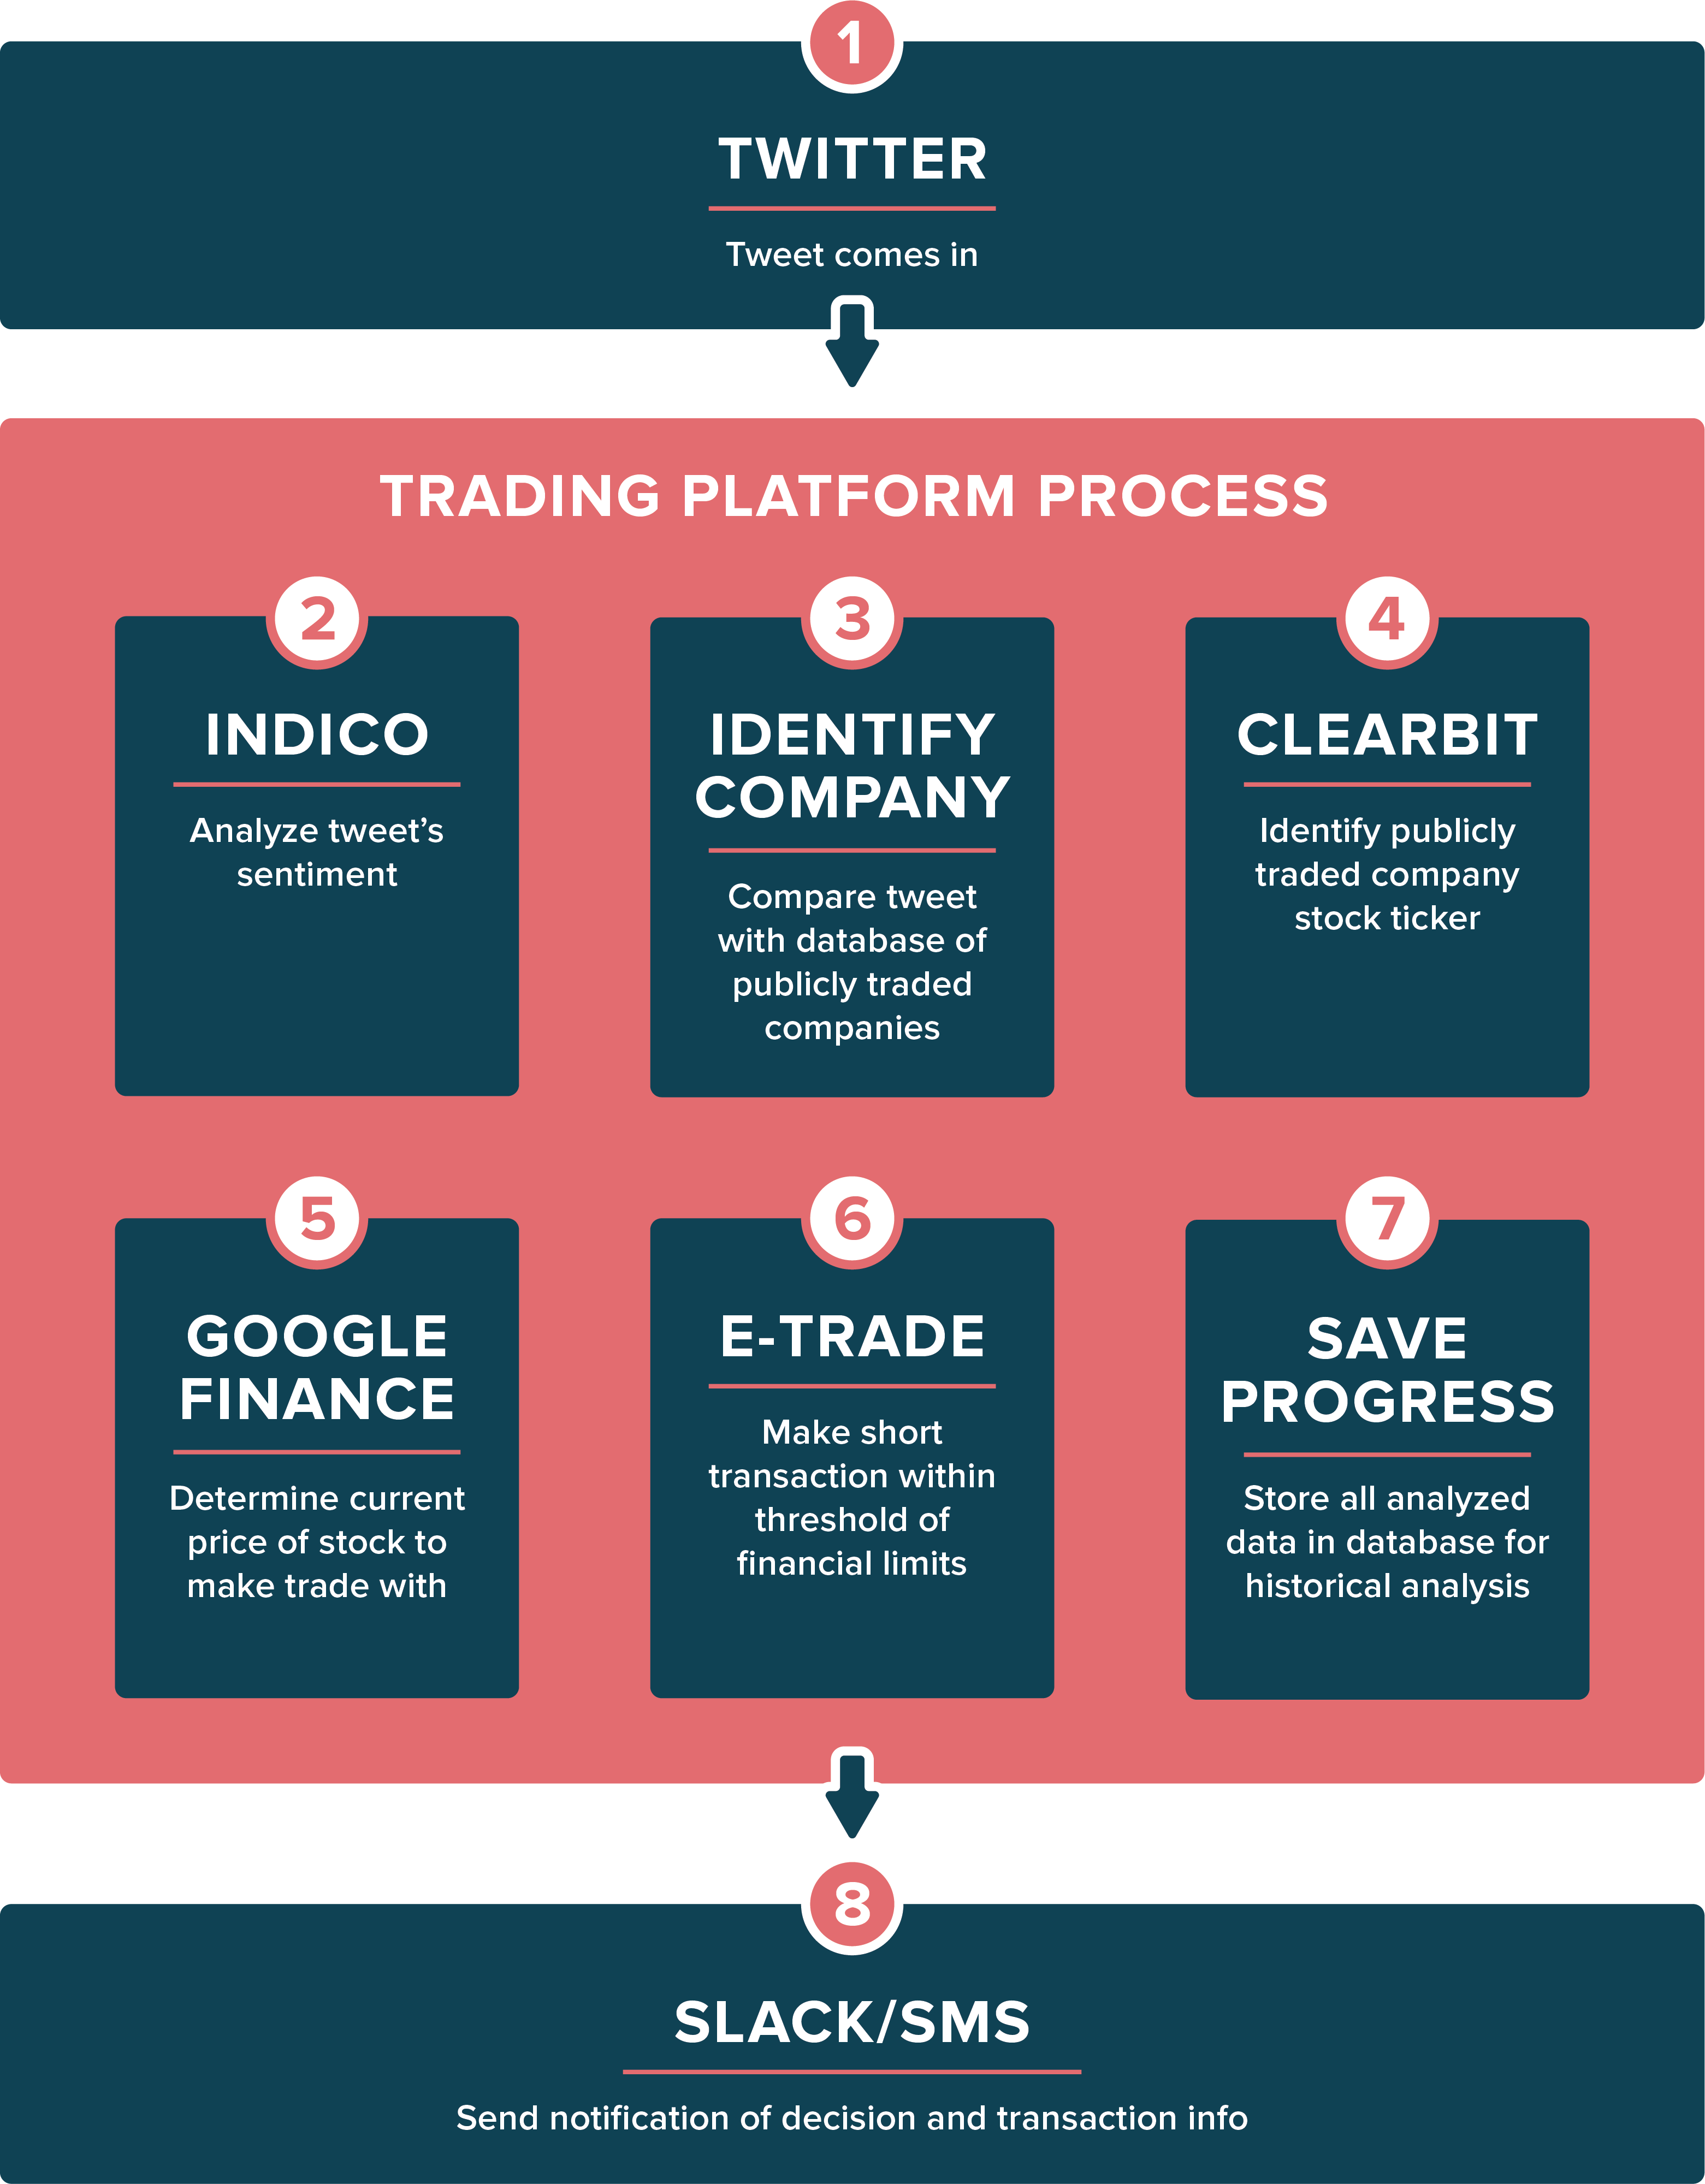 1
TWITTER
Tweet comes in
TRADING PLATFORM PROCESS
2
INDICO
Analyze tweet’s
sentiment
3
IDENTIFY
COMPANY
Compare tweet
with database of
publicly traded
companies
4
CLEARBIT
Identify publicly
traded company
stock ticker
5
GOOGLE
FINANCE
Determine current
price of stock to
make trade with
6
E-TRADE
Make short
transaction within
threshold of
financial limits
7
SAVE
PROGRESS
Store all analyzed
data in database for
historical analysis
8
SLACK/SMS
Send notification of decision and transaction info